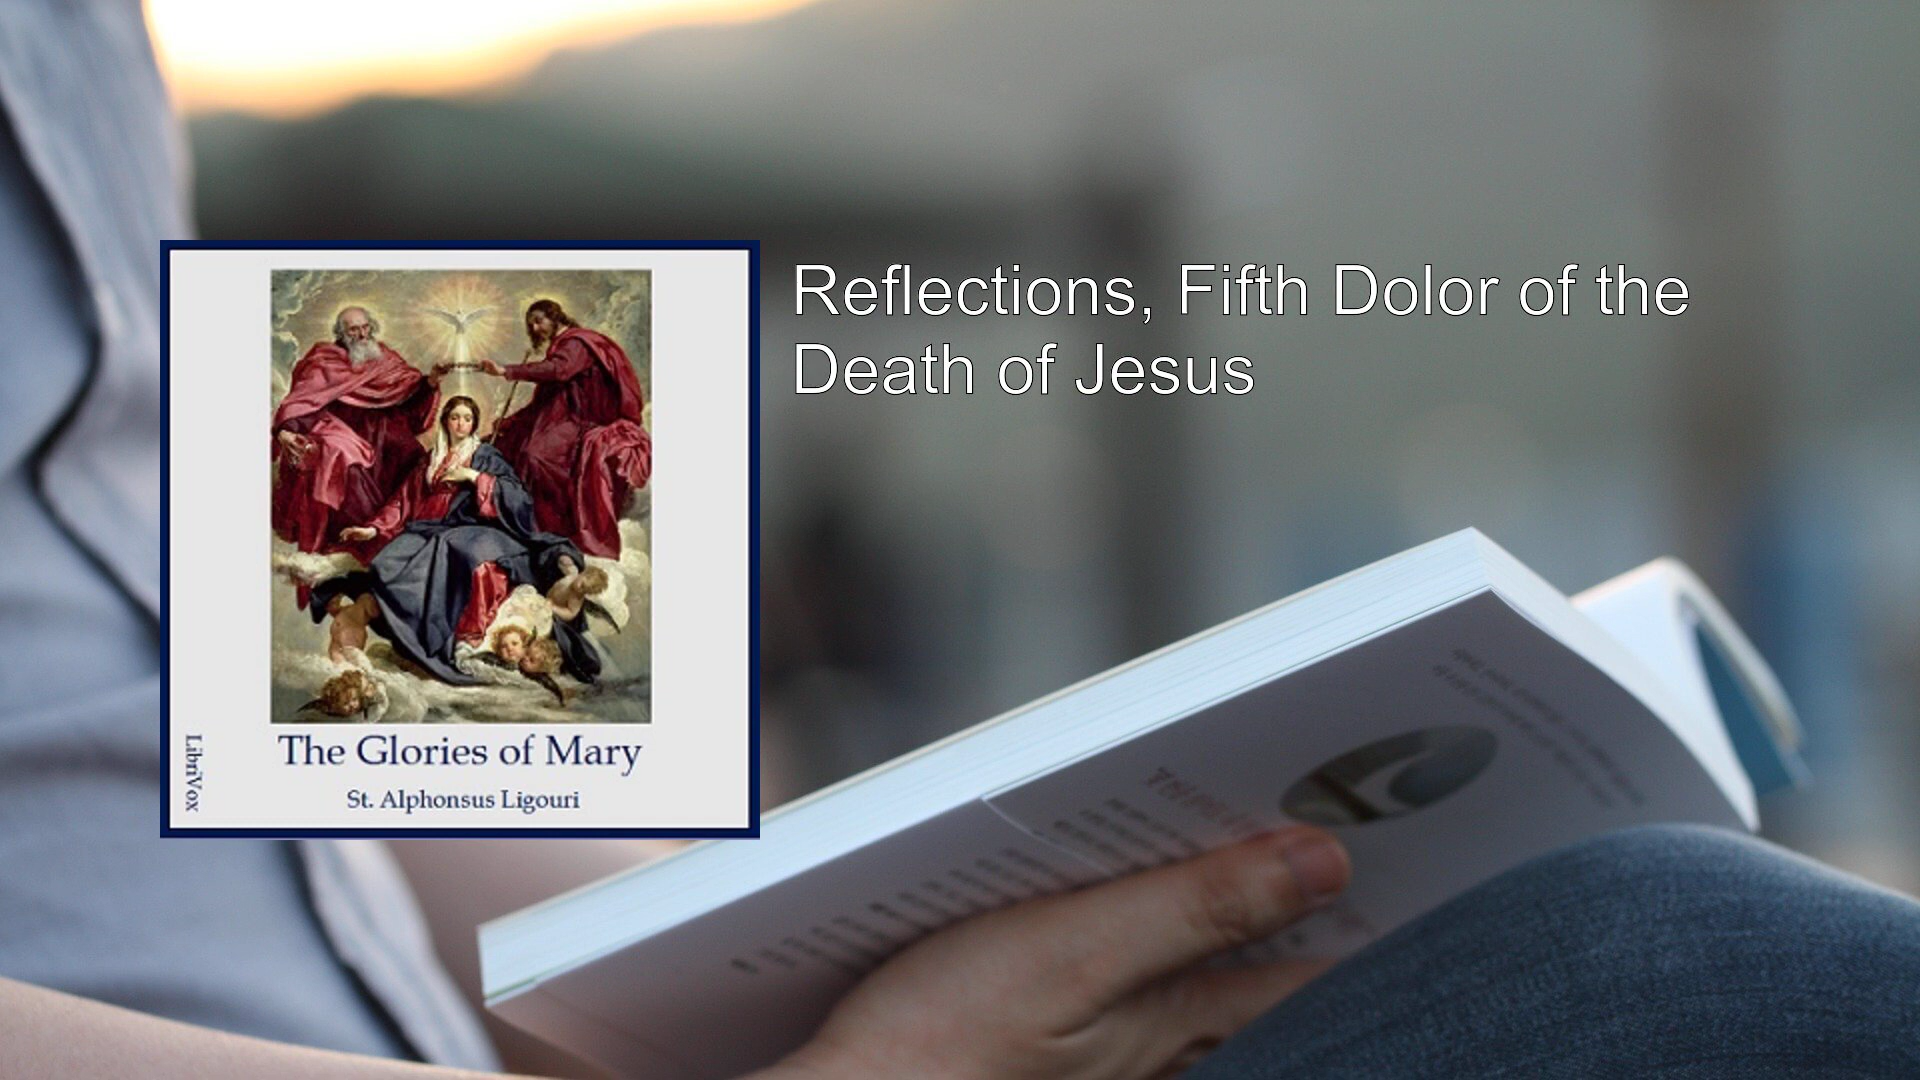 Reflections, Fifth Dolor of the
Death of Jesus
The Glories of Mary
St. Alphonsus Ligouri
LibriVox